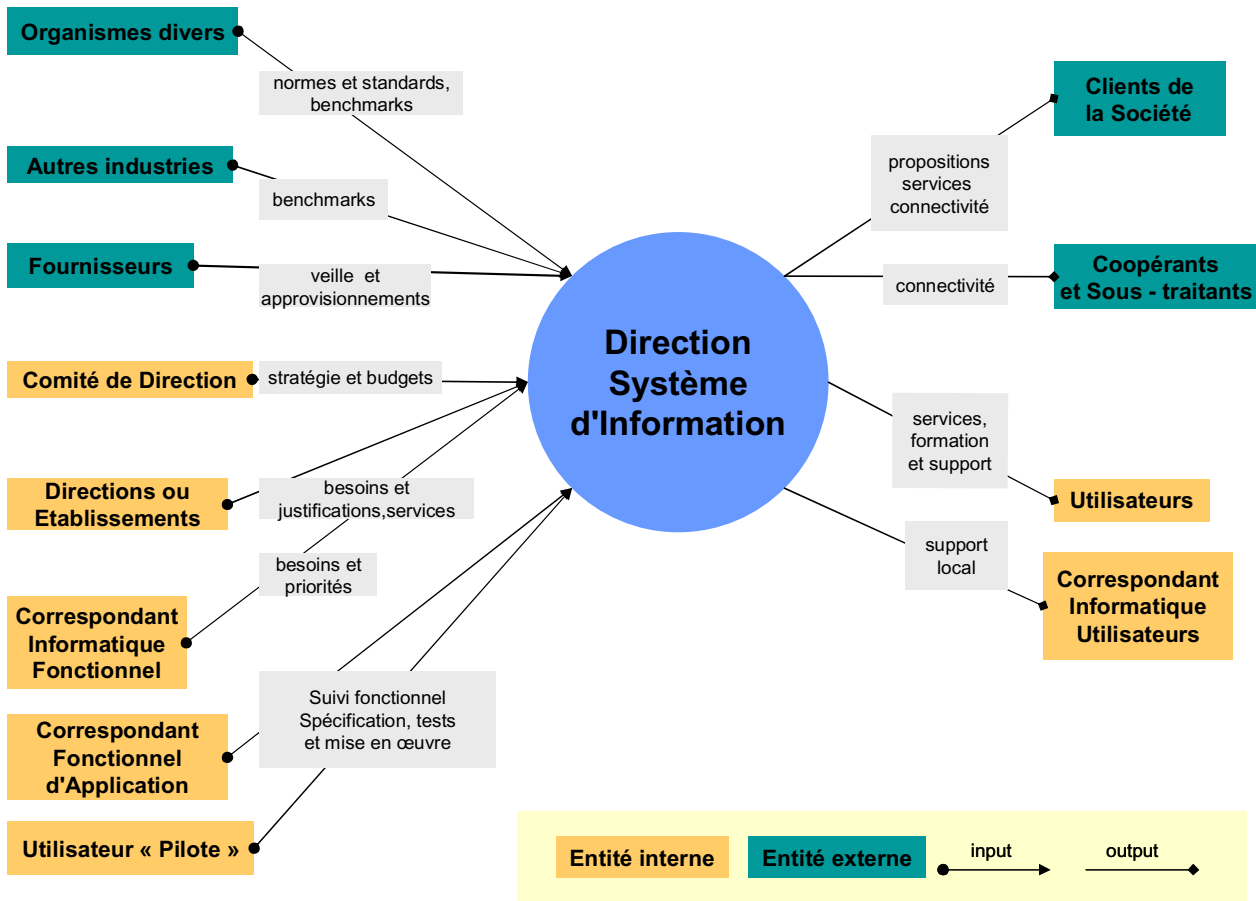 Organismes divers
normes et standards,
benchmarks
Autres industries
benchmarks
Fournisseurs
veille et
approvisionnements
Comité de Direction
stratégie et budgets
Directions ou
Etablissements
besoins et
justifications,services
besoins et
priorités
Correspondant
Informatique
Fonctionnel
Suivi fonctionnel
Spécification, tests
et mise en œuvre
Correspondant
Fonctionnel
d'Application
Utilisateur « Pilote »
Direction
Système
d'Information
Clients de
la Société
propositions
services
connectivité
Coopérants
et Sous - traitants
connectivité
services,
formation
et support
Utilisateurs
support
local
Correspondant
Informatique
Utilisateurs
Entité interne
Entité externe
input
output